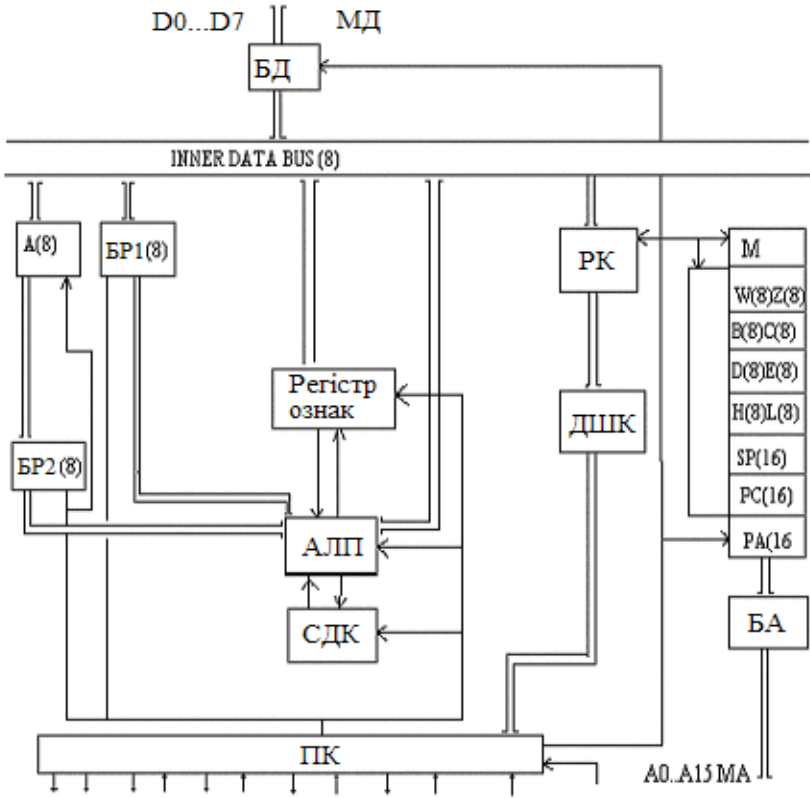 D0...D7 МД
БД
INNER DATA BUS (8)
A(8)
БР1(8)
РК
M
W(8)Z(8)
B(8)C(8)
D(8)E(8)
H(8)L(8)
SP(16)
PC(16)
PA(16
Регістр
ознак
ДШК
БР2(8)
АЛП
СДК
БА
ПК
A0..A15 MA